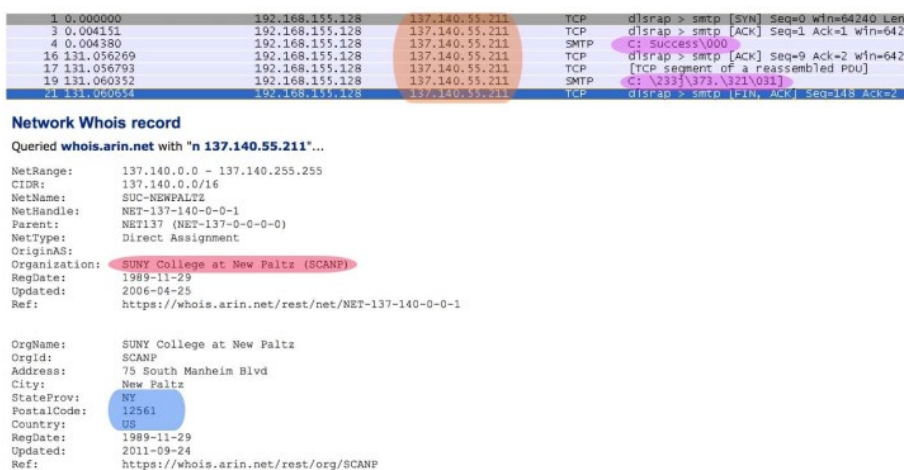 1 0.000000 192.168.155.128 137.140.55.211 TCP dlsrap > smtp [SYN] Seq=0 Win=64240 Len
3 0.004151 192.168.155.128 137.140.55.211 TCP dlsrap > smtp [ACK] Seq=1 Ack=1 Win=642
4 0.004380 192.168.155.128 137.140.55.211 SMTP C: Success\000
16 131.056269 192.168.155.128 137.140.55.211 TCP dlsrap > smtp [ACK] Seq=9 Ack=2 Win=642
17 131.056793 192.168.155.128 137.140.55.211 TCP [TCP segment of a reassembled PDU]
19 131.060352 192.168.155.128 137.140.55.211 SMTP C: \233j\373.\321\031]
21 131.060654 192.168.155.128 137.140.55.211 TCP dlsrap > smtp [FIN, ACK] Seq=148 Ack=2
Network Whois record
Queried whois.arin.net with "n 137.140.55.211"...
NetRange: 137.140.0.0 - 137.140.255.255
CIDR: 137.140.0.0/16
NetName: SUC-NEWPALTZ
NetHandle: NET-137-140-0-0-1
Parent: NET137 (NET-137-0-0-0-0)
NetType: Direct Assignment
OriginAS:
Organization: SUNY College at New Paltz (SCANP)
RegDate: 1989-11-29
Updated: 2006-04-25
Ref: https://whois.arin.net/rest/net/NET-137-140-0-0-1
OrgName: SUNY College at New Paltz
OrgId: SCANP
Address: 75 South Manheim Blvd
City: New Paltz
StateProv: NY
PostalCode: 12561
Country: US
RegDate: 1989-11-29
Updated: 2011-09-24
Ref: https://whois.arin.net/rest/org/SCANP